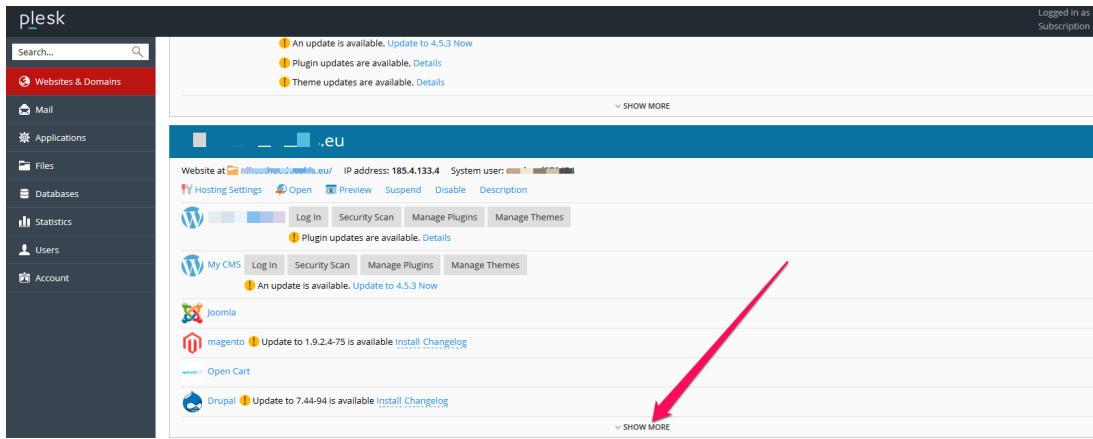 plesk
Logged in as
Subscription
Search...
Websites & Domains
Mail
Applications
Files
Databases
Statistics
Users
Account
An update is available. Update to 4.5.3 Now
Plugin updates are available. Details
Theme updates are available. Details
SHOW MORE
.eu
Website at .eu/ IP address: 185.4.133.4 System user:
Hosting Settings Open Preview Suspend Disable Description
Log In Security Scan Manage Plugins Manage Themes
Plugin updates are available. Details
My CMS Log In Security Scan Manage Plugins Manage Themes
An update is available. Update to 4.5.3 Now
Joomla
magento Update to 1.9.2.4-75 is available Install Changelog
Open Cart
Drupal Update to 7.44-94 is available Install Changelog
SHOW MORE